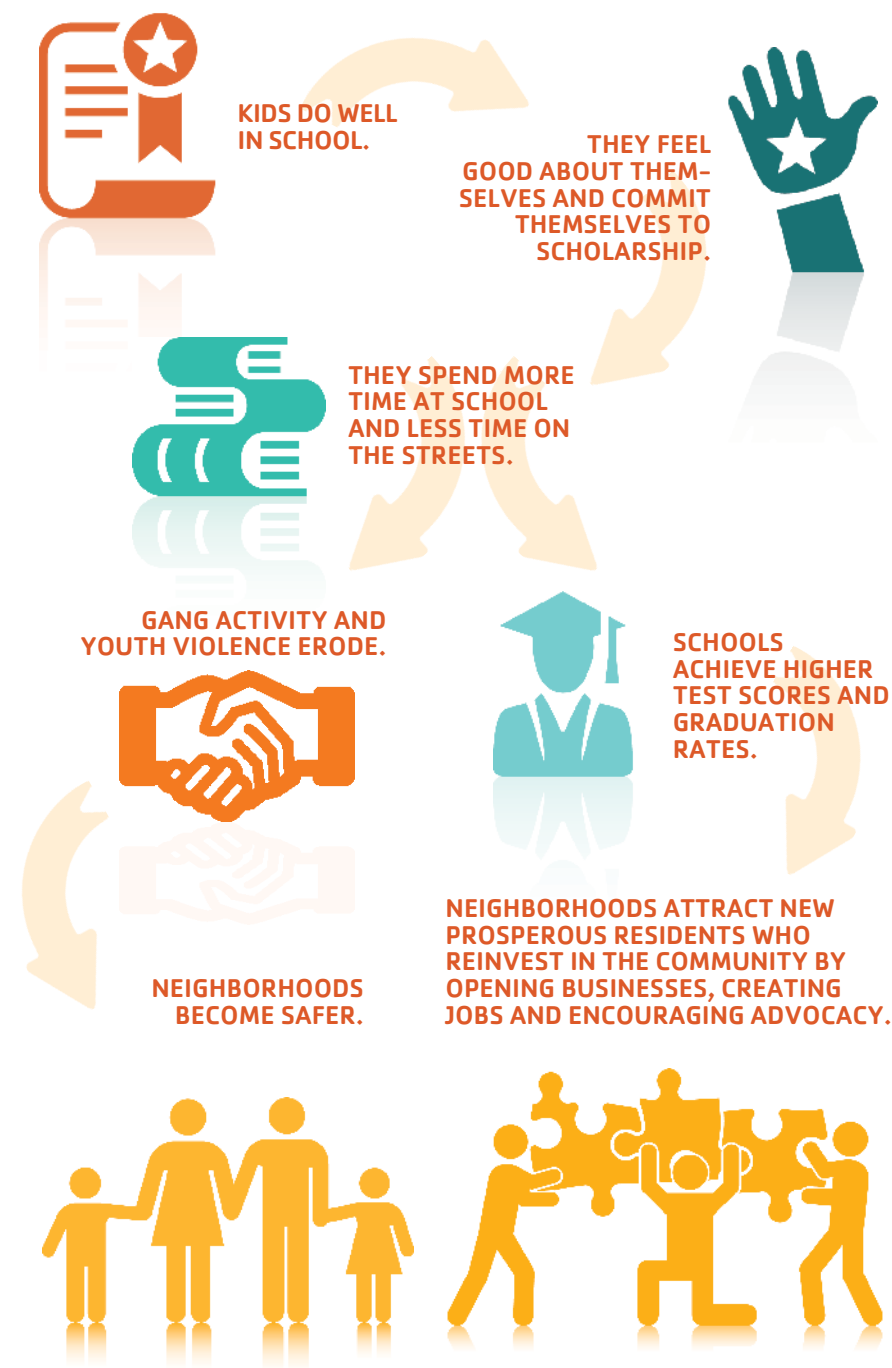 KIDS DO WELL
IN SCHOOL.
THEY FEEL
GOOD ABOUT THEM-
SELVES AND COMMIT
THEMSELVES TO
SCHOLARSHIP.
THEY SPEND MORE
TIME AT SCHOOL
AND LESS TIME ON
THE STREETS.
GANG ACTIVITY AND
YOUTH VIOLENCE ERODE.
SCHOOLS
ACHIEVE HIGHER
TEST SCORES AND
GRADUATION
RATES.
NEIGHBORHOODS
BECOME SAFER.
NEIGHBORHOODS ATTRACT NEW
PROSPEROUS RESIDENTS WHO
REINVEST IN THE COMMUNITY BY
OPENING BUSINESSES, CREATING
JOBS AND ENCOURAGING ADVOCACY.